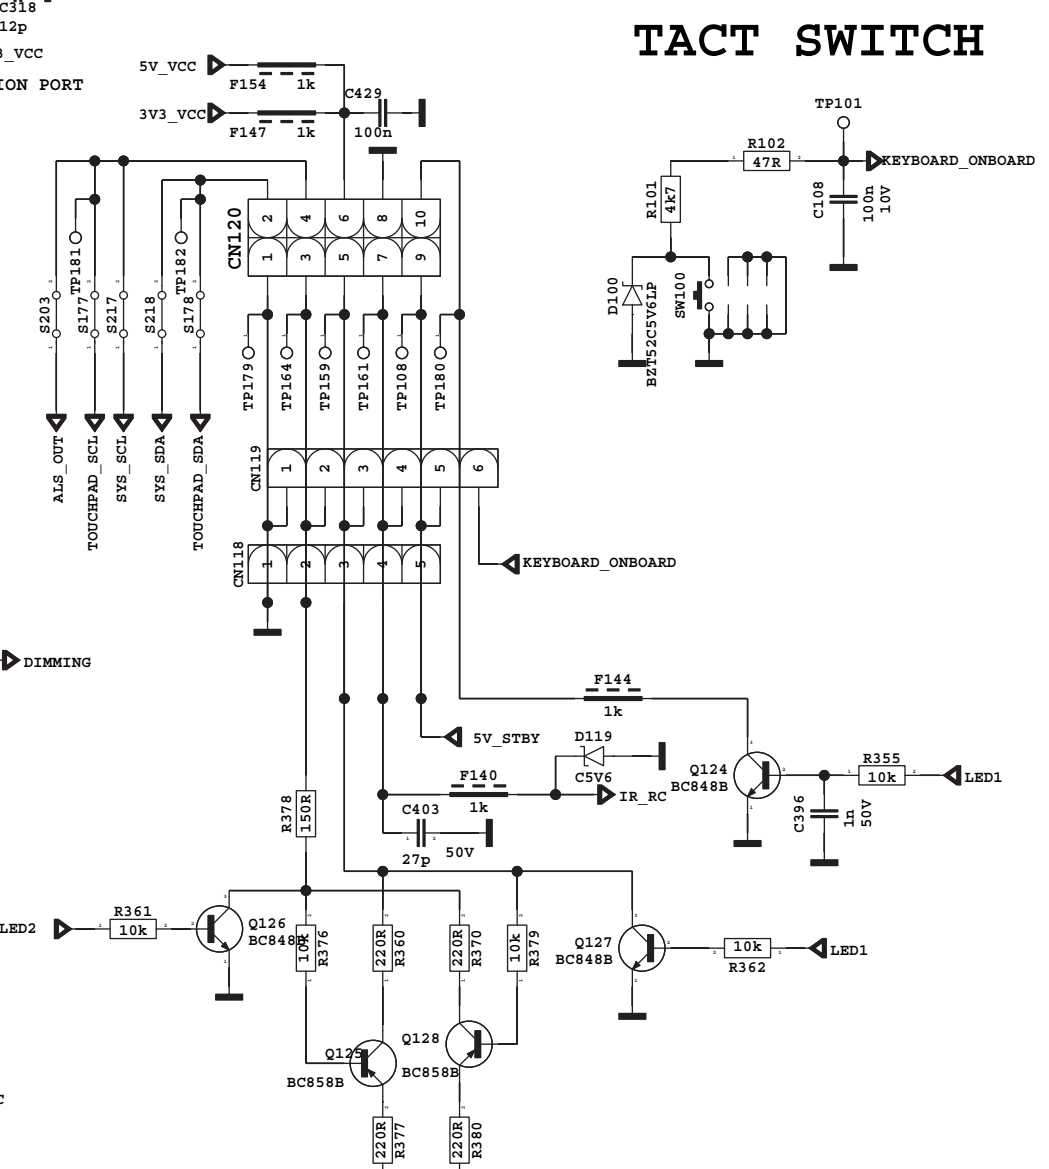 C318
12p
3_VCC
ION PORT
TACT SWITCH
5V_VCC
F154 1k
3V3_VCC
F147 1k
C429
100n
TP101
R102
47R
KEYBOARD_ONBOARD
R101
4k7
C108
100n
10V
CN120
2 4 6 8 10
1 3 5 7 9
TP181
TP182
S203
S177
S217
S218
S178
D100
BZT52C5V6LP
SW100
TP179
TP164
TP159
TP161
TP108
TP180
ALS_OUT
TOUCHPAD_SCL
SYS_SCL
SYS_SDA
TOUCHPAD_SDA
CN119
1 2 3 4 5 6
CN118
1 2 3 4 5
KEYBOARD_ONBOARD
DIMMING
F144
1k
5V_STBY
D119
C5V6
Q124
BC848B
R355
10k
LED1
F140
1k
IR_RC
C396
1n
50V
R378
150R
C403
27p
50V
LED2
R361
10k
Q126
BC848B
10k
R376
220R
R360
220R
R370
10k
R379
Q127
BC848B
10k
R362
LED1
Q125
BC858B
Q128
BC858B
C
220R
R377
220R
R380